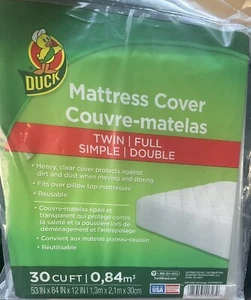 DUCK
Mattress Cover
Couvre-matelas
TWIN | FULL
SIMPLE | DOUBLE
• Heavy, clear cover protects against
dirt and dust when moving and storing
• Fits over pillow top mattresses
• Reusable
• Couvre-matelas épais et
transparent qui protège contre
la saleté et la poussière lors de
déménagement et l'entreposage
• Convient aux matelas plateau-coussin
• Réutilisable
30 CU FT | 0,84m³
53 IN x 84 IN x 12 IN | 1,3m x 2,1m x 30cm
USA